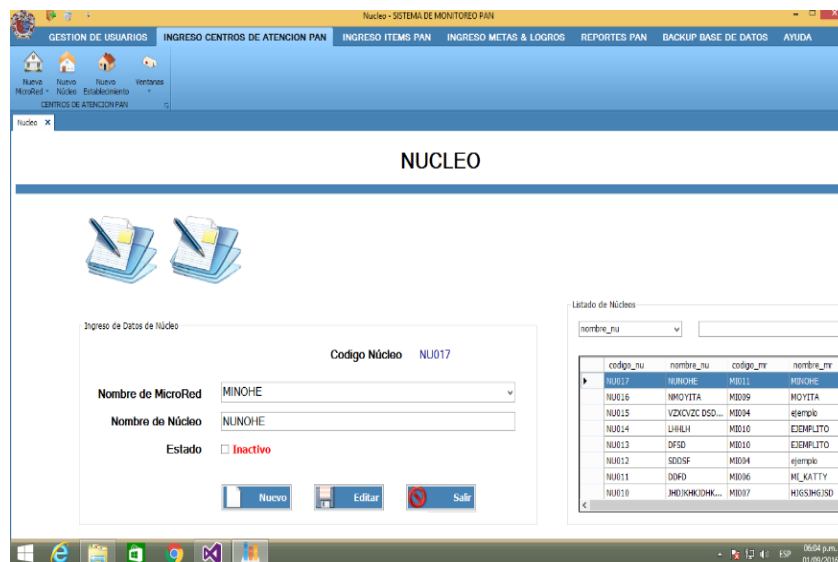 Nucleo - SISTEMA DE MONITOREO PAN
GESTION DE USUARIOS INGRESO CENTROS DE ATENCION PAN INGRESO ITEMS PAN INGRESO METAS & LOGROS REPORTES PAN BACKUP BASE DE DATOS AYUDA
Nueva MicroRed
Nuevo Núcleo
Nuevo Establecimiento
Ventanas
CENTROS DE ATENCION PAN
Nucleo X
NUCLEO
Ingreso de Datos de Núcleo
Codigo Núcleo NU017
Nombre de MicroRed MINOHE
Nombre de Núcleo NUNOHE
Estado Inactivo
Nuevo Editar Salir
Listado de Núcleos
nombre_nu
codigo_nu nombre_nu codigo_mr nombre_mr
NU017 NUNOHE MI011 MINOHE
NU016 NMOYITA MI009 MOYITA
NU015 VZXCVZC DSD... MI004 ejemplo
NU014 LHHLH MI010 EJEMPLITO
NU013 DFSD MI010 EJEMPLITO
NU012 SDDSF MI004 ejemplo
NU011 DDFD MI006 MI_KATTY
NU010 MI007 HJGSJHGJSD
ESP 06:04 p.m.
01/09/2016